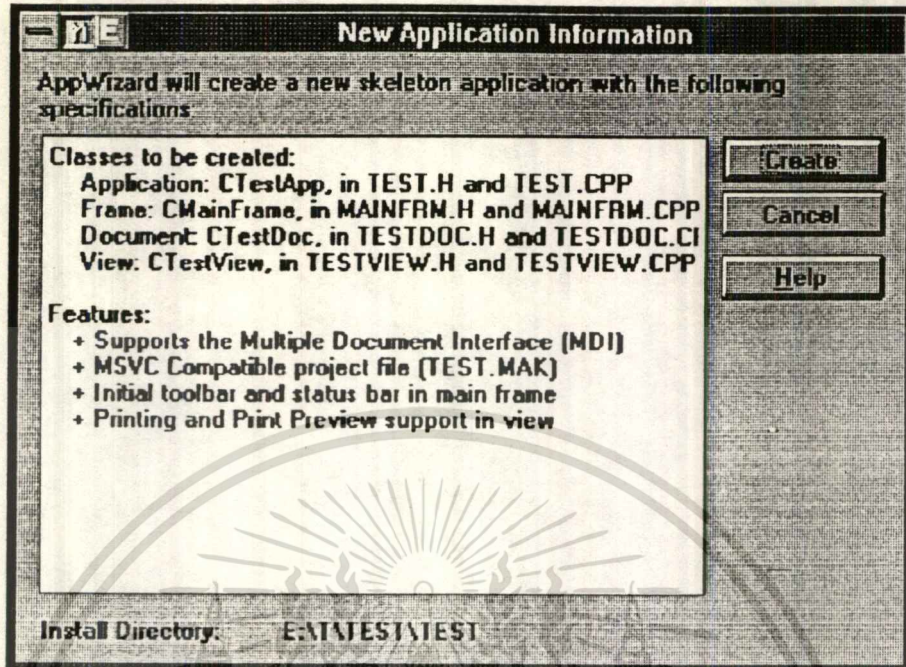 New Application Information
AppWizard will create a new skeleton application with the following
specifications:
Classes to be created:
Application: CTestApp, in TEST.H and TEST.CPP
Frame: CMainFrame, in MAINFRM.H and MAINFRM.CPP
Document: CTestDoc, in TESTDOC.H and TESTDOC.CI
View: CTestView, in TESTVIEW.H and TESTVIEW.CPP
Features:
+ Supports the Multiple Document Interface (MDI)
+ MSVC Compatible project file (TEST.MAK)
+ Initial toolbar and status bar in main frame
+ Printing and Print Preview support in view
Create
Cancel
Help
Install Directory: E:\T\TEST\TEST